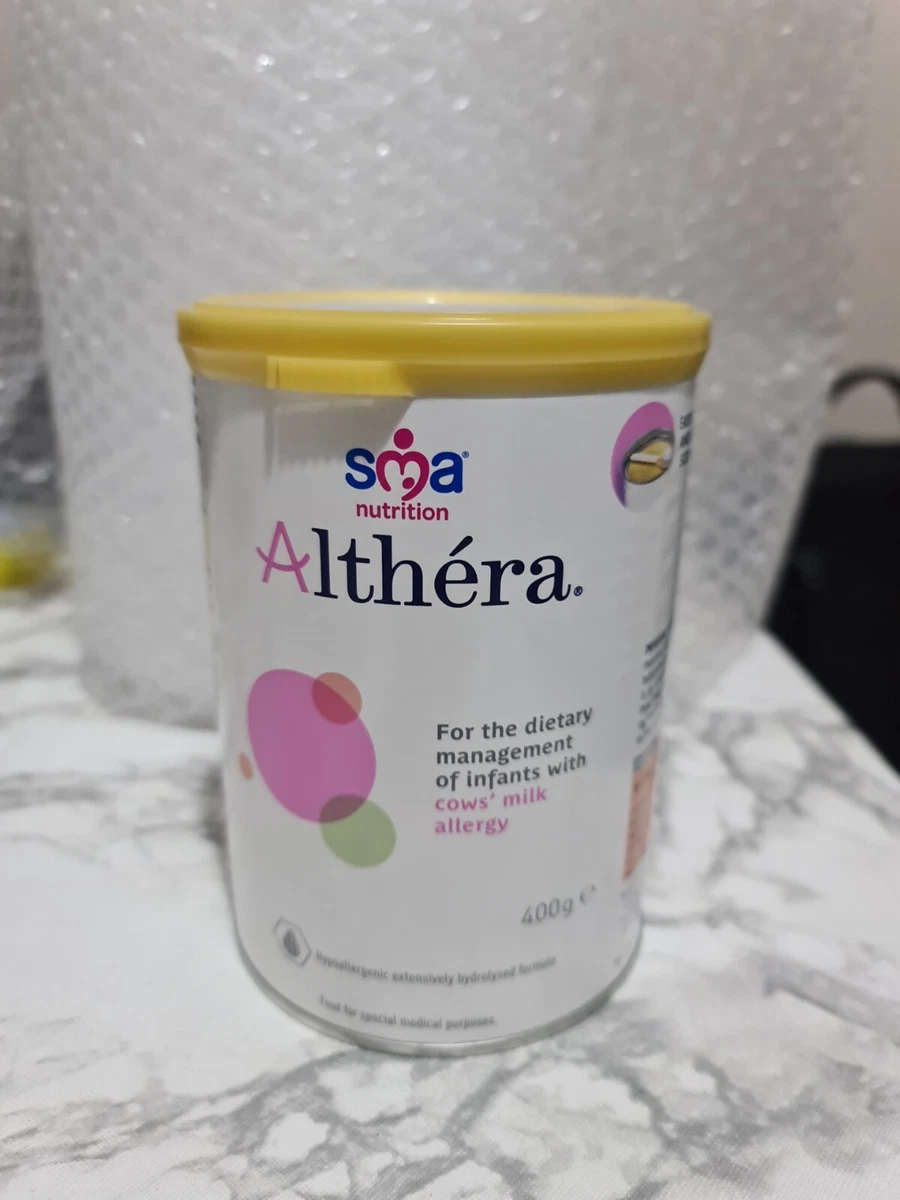 sma®
nutrition
Althéra®
For the dietary
management
of infants with
cows' milk
allergy
400g ℮
Hypoallergenic extensively hydrolysed formula
Food for special medical purposes.